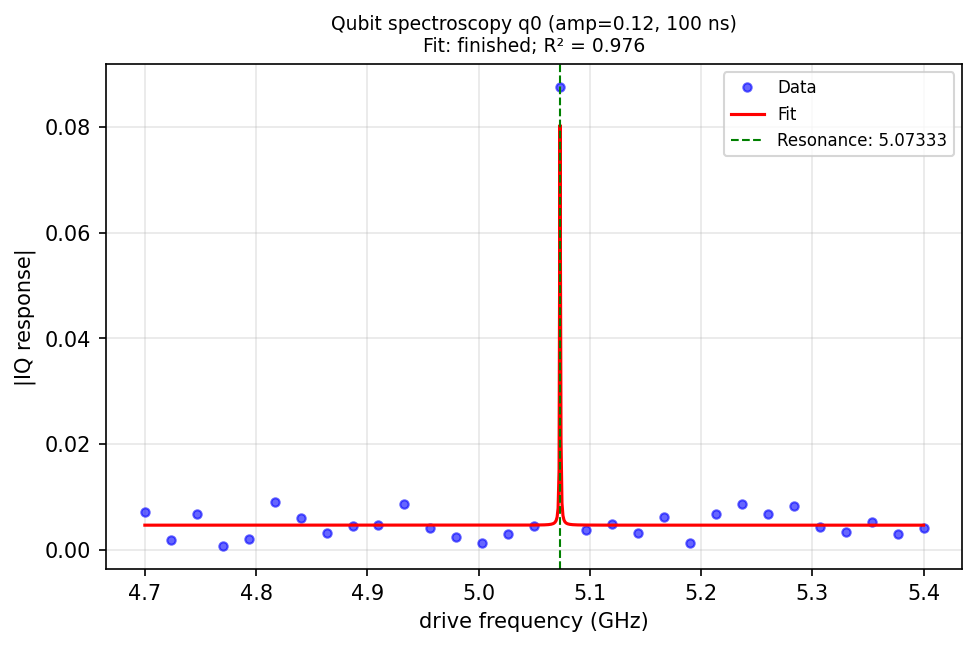 Qubit spectroscopy q0 (amp=0.12, 100 ns)
Fit: finished; R² = 0.976
Data
Fit
Resonance: 5.07333
|IQ response|
0.08
0.06
0.04
0.02
0.00
4.7 4.8 4.9 5.0 5.1 5.2 5.3 5.4
drive frequency (GHz)